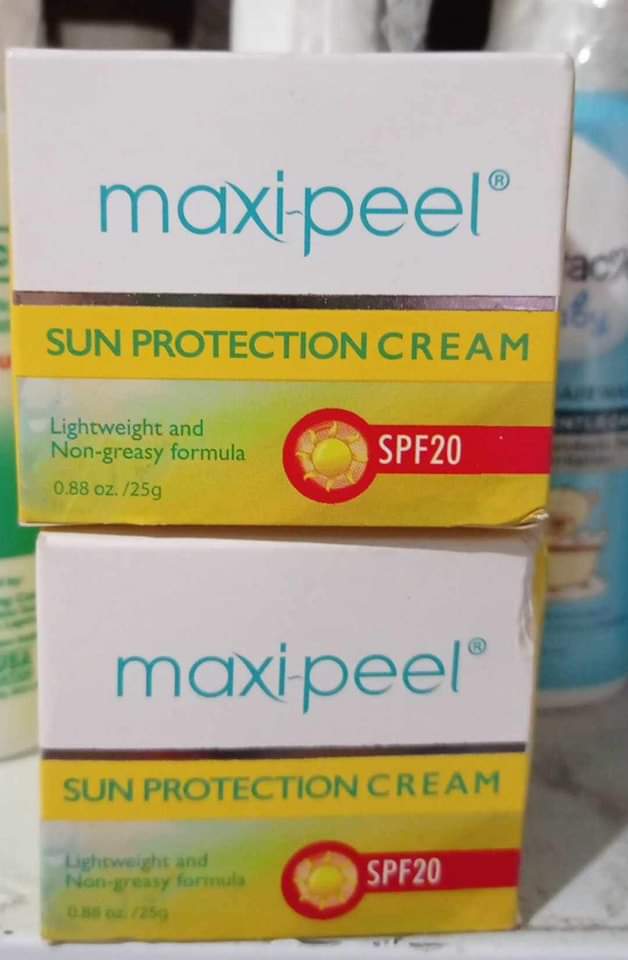 maxi-peel®
SUN PROTECTION CREAM
Lightweight and
Non-greasy formula
0.88 oz. /25g
SPF20
maxi-peel®
SUN PROTECTION CREAM
Lightweight and
Non-greasy formula
0.88 oz. /25g
SPF20